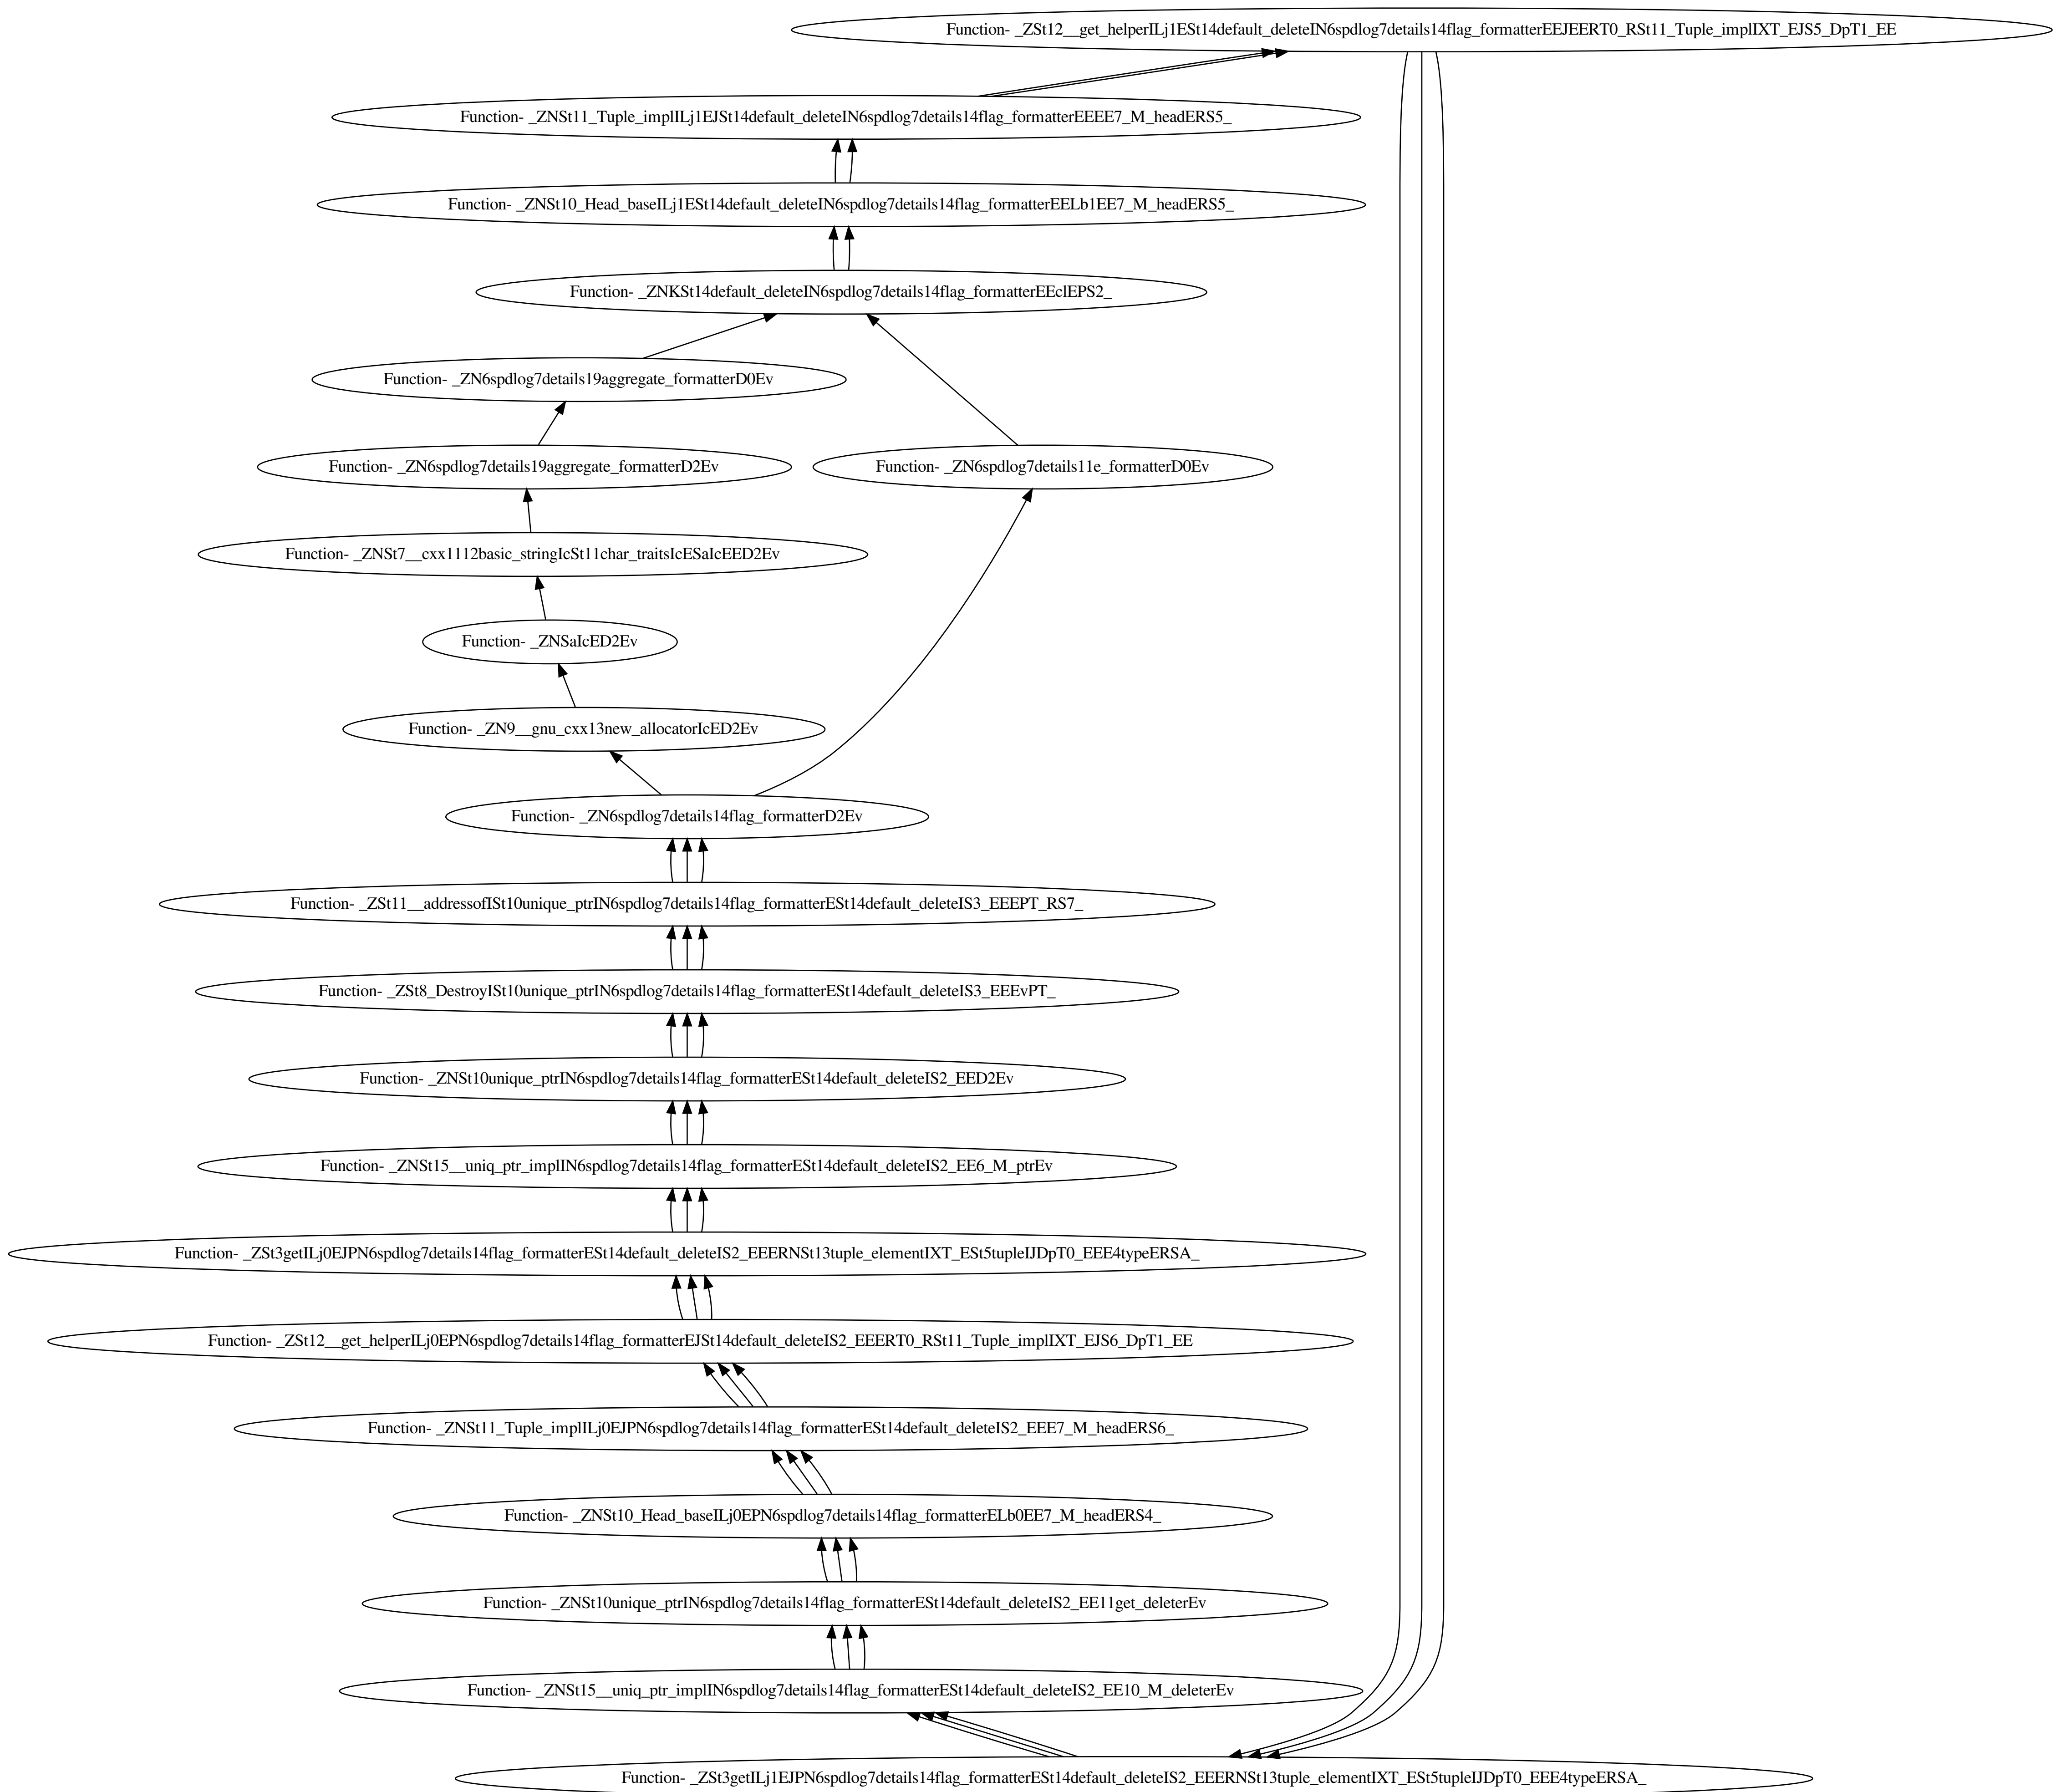 Function- _ZSt12__get_helperILj1ESt14default_deleteIN6spdlog7details14flag_formatterEEJEERT0_RSt11_Tuple_implIXT_EJS5_DpT1_EE
Function- _ZNSt11_Tuple_implILj1EJSt14default_deleteIN6spdlog7details14flag_formatterEEEE7_M_headERS5_
Function- _ZNSt10_Head_baseILj1ESt14default_deleteIN6spdlog7details14flag_formatterEELb1EE7_M_headERS5_
Function- _ZNKSt14default_deleteIN6spdlog7details14flag_formatterEEclEPS2_
Function- _ZN6spdlog7details19aggregate_formatterD0Ev
Function- _ZN6spdlog7details19aggregate_formatterD2Ev
Function- _ZN6spdlog7details11e_formatterD0Ev
Function- _ZNSt7__cxx1112basic_stringIcSt11char_traitsIcESaIcEED2Ev
Function- _ZNSaIcED2Ev
Function- _ZN9__gnu_cxx13new_allocatorIcED2Ev
Function- _ZN6spdlog7details14flag_formatterD2Ev
Function- _ZSt11__addressofISt10unique_ptrIN6spdlog7details14flag_formatterESt14default_deleteIS3_EEEPT_RS7_
Function- _ZSt8_DestroyISt10unique_ptrIN6spdlog7details14flag_formatterESt14default_deleteIS3_EEEvPT_
Function- _ZNSt10unique_ptrIN6spdlog7details14flag_formatterESt14default_deleteIS2_EED2Ev
Function- _ZNSt15__uniq_ptr_implIN6spdlog7details14flag_formatterESt14default_deleteIS2_EE6_M_ptrEv
Function- _ZSt3getILj0EJPN6spdlog7details14flag_formatterESt14default_deleteIS2_EEERNSt13tuple_elementIXT_ESt5tupleIJDpT0_EEE4typeERSA_
Function- _ZSt12__get_helperILj0EPN6spdlog7details14flag_formatterEJSt14default_deleteIS2_EEERT0_RSt11_Tuple_implIXT_EJS6_DpT1_EE
Function- _ZNSt11_Tuple_implILj0EJPN6spdlog7details14flag_formatterESt14default_deleteIS2_EEE7_M_headERS6_
Function- _ZNSt10_Head_baseILj0EPN6spdlog7details14flag_formatterELb0EE7_M_headERS4_
Function- _ZNSt10unique_ptrIN6spdlog7details14flag_formatterESt14default_deleteIS2_EE11get_deleterEv
Function- _ZNSt15__uniq_ptr_implIN6spdlog7details14flag_formatterESt14default_deleteIS2_EE10_M_deleterEv
Function- _ZSt3getILj1EJPN6spdlog7details14flag_formatterESt14default_deleteIS2_EEERNSt13tuple_elementIXT_ESt5tupleIJDpT0_EEE4typeERSA_